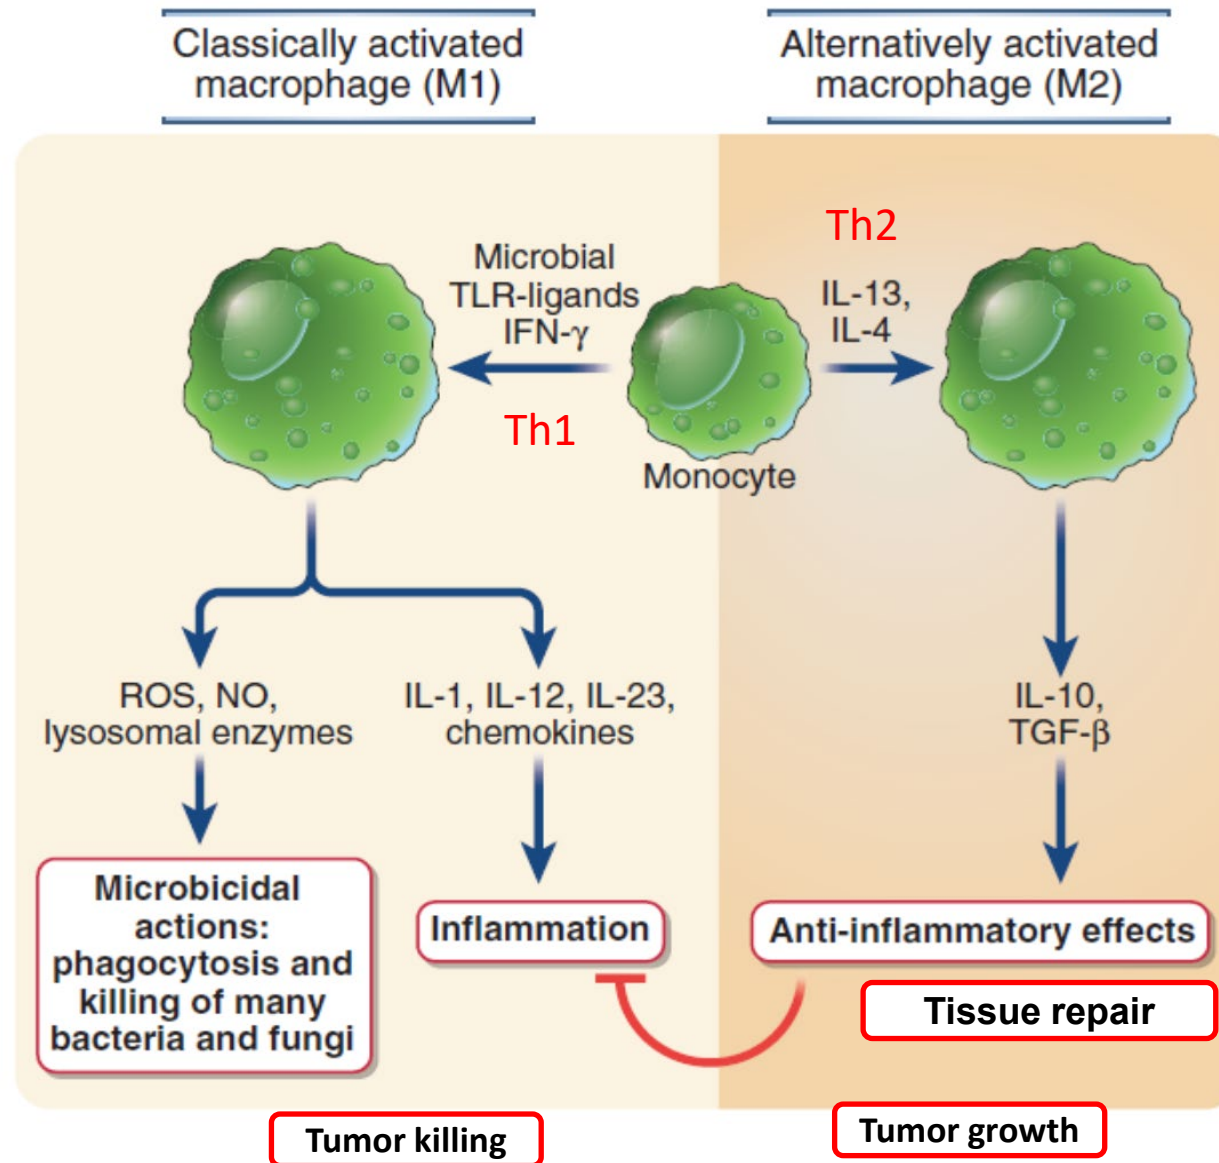 Classically activated
macrophage (M1)
Alternatively activated
macrophage (M2)
Microbial
TLR-ligands
IFN-γ
Th1
Monocyte
Th2
IL-13,
IL-4
ROS, NO,
lysosomal enzymes
IL-1, IL-12, IL-23,
chemokines
IL-10,
TGF-β
Microbicidal
actions:
phagocytosis and
killing of many
bacteria and fungi
Inflammation
Anti-inflammatory effects
Tissue repair
Tumor killing
Tumor growth